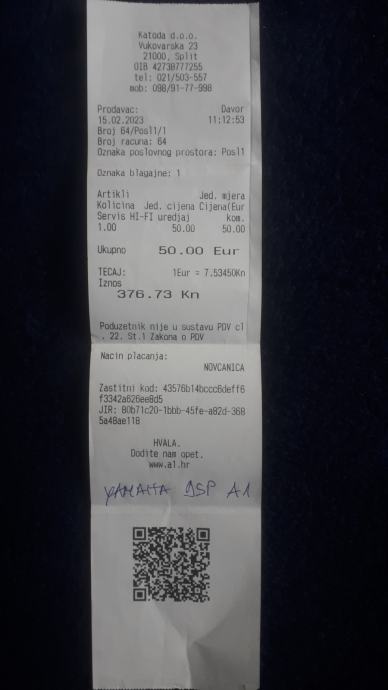 Katoda d.o.o.
Vukovarska 23
21000, Split
OIB 42738777255
tel: 021/503-557
mob: 098/91-77-998
Prodavac: Davor
15.02.2023 11:12:53
Broj 64/Posl1/1
Broj racuna: 64
Oznaka poslovnog prostora: Posl1
Oznaka blagajne: 1
Artikli Jed. mjera
Kolicina Jed. cijena Cijena(Eur
Servis HI-FI uredjaj kom.
1.00 50.00 50.00
Ukupno 50.00 Eur
TECAJ: 1Eur = 7.53450Kn
Iznos
376.73 Kn
Poduzetnik nije u sustavu PDV cl
. 22. St.1 Zakona o PDV
Nacin placanja:
NOVCANICA
Zastitni kod: 43576b14bccc6deff6
f3342a626ee8d5
JIR: 80b71c20-1bbb-45fe-a82d-368
5a48ae118
HVALA.
Dodite nam opet.
www.a1.hr
YAMAHA DSP A1